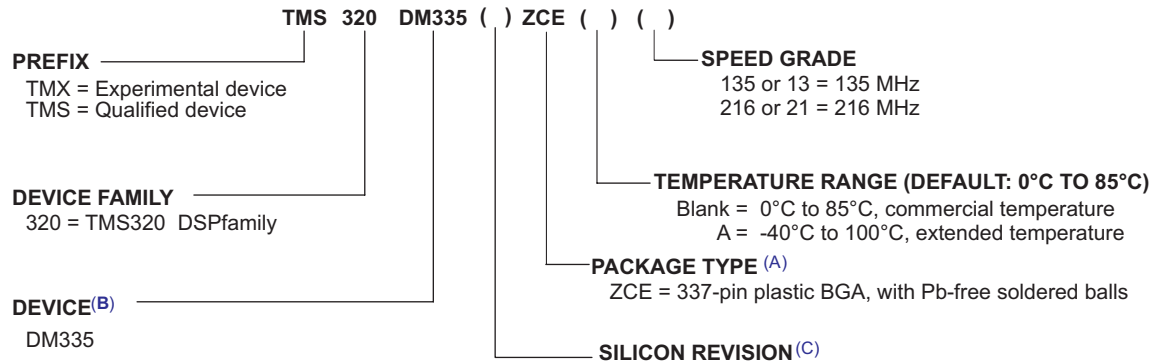 TMS 320 DM335 ( ) ZCE ( ) ( )
PREFIX
TMX = Experimental device
TMS = Qualified device
SPEED GRADE
135 or 13 = 135 MHz
216 or 21 = 216 MHz
DEVICE FAMILY
320 = TMS320 DSPfamily
TEMPERATURE RANGE (DEFAULT: 0°C TO 85°C)
Blank = 0°C to 85°C, commercial temperature
A = -40°C to 100°C, extended temperature
PACKAGE TYPE (A)
ZCE = 337-pin plastic BGA, with Pb-free soldered balls
DEVICE(B)
DM335
SILICON REVISION(C)